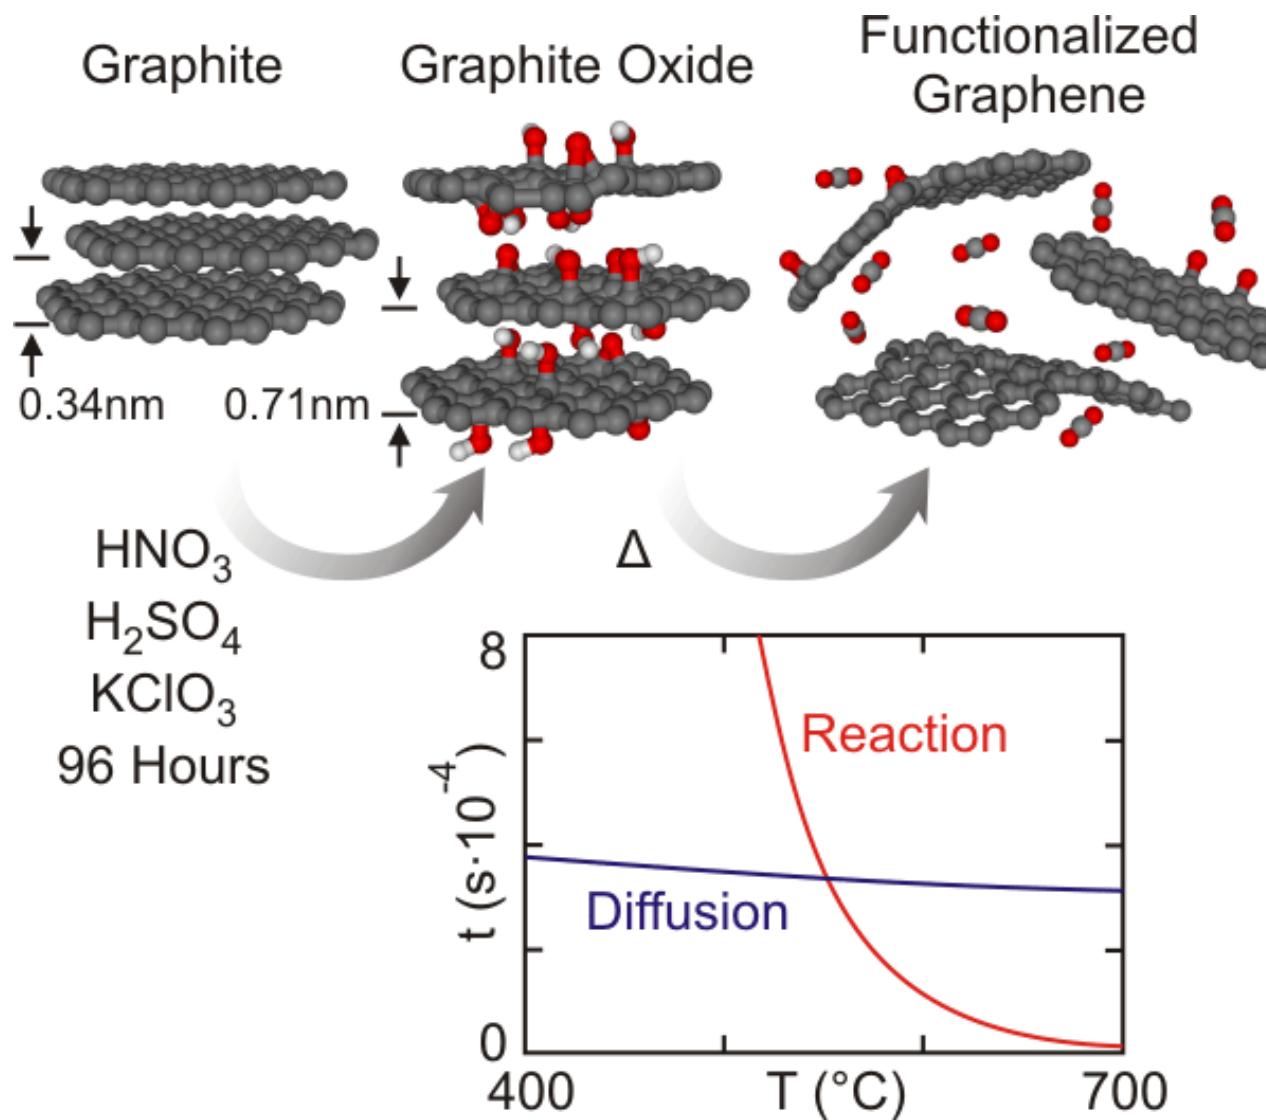 Graphite
Graphite Oxide
Functionalized
Graphene
0.34nm
0.71nm
HNO₃
H₂SO₄
KClO₃
96 Hours
Δ
8
Reaction
Diffusion
t (s·10⁻⁴)
0
400
T (°C)
700